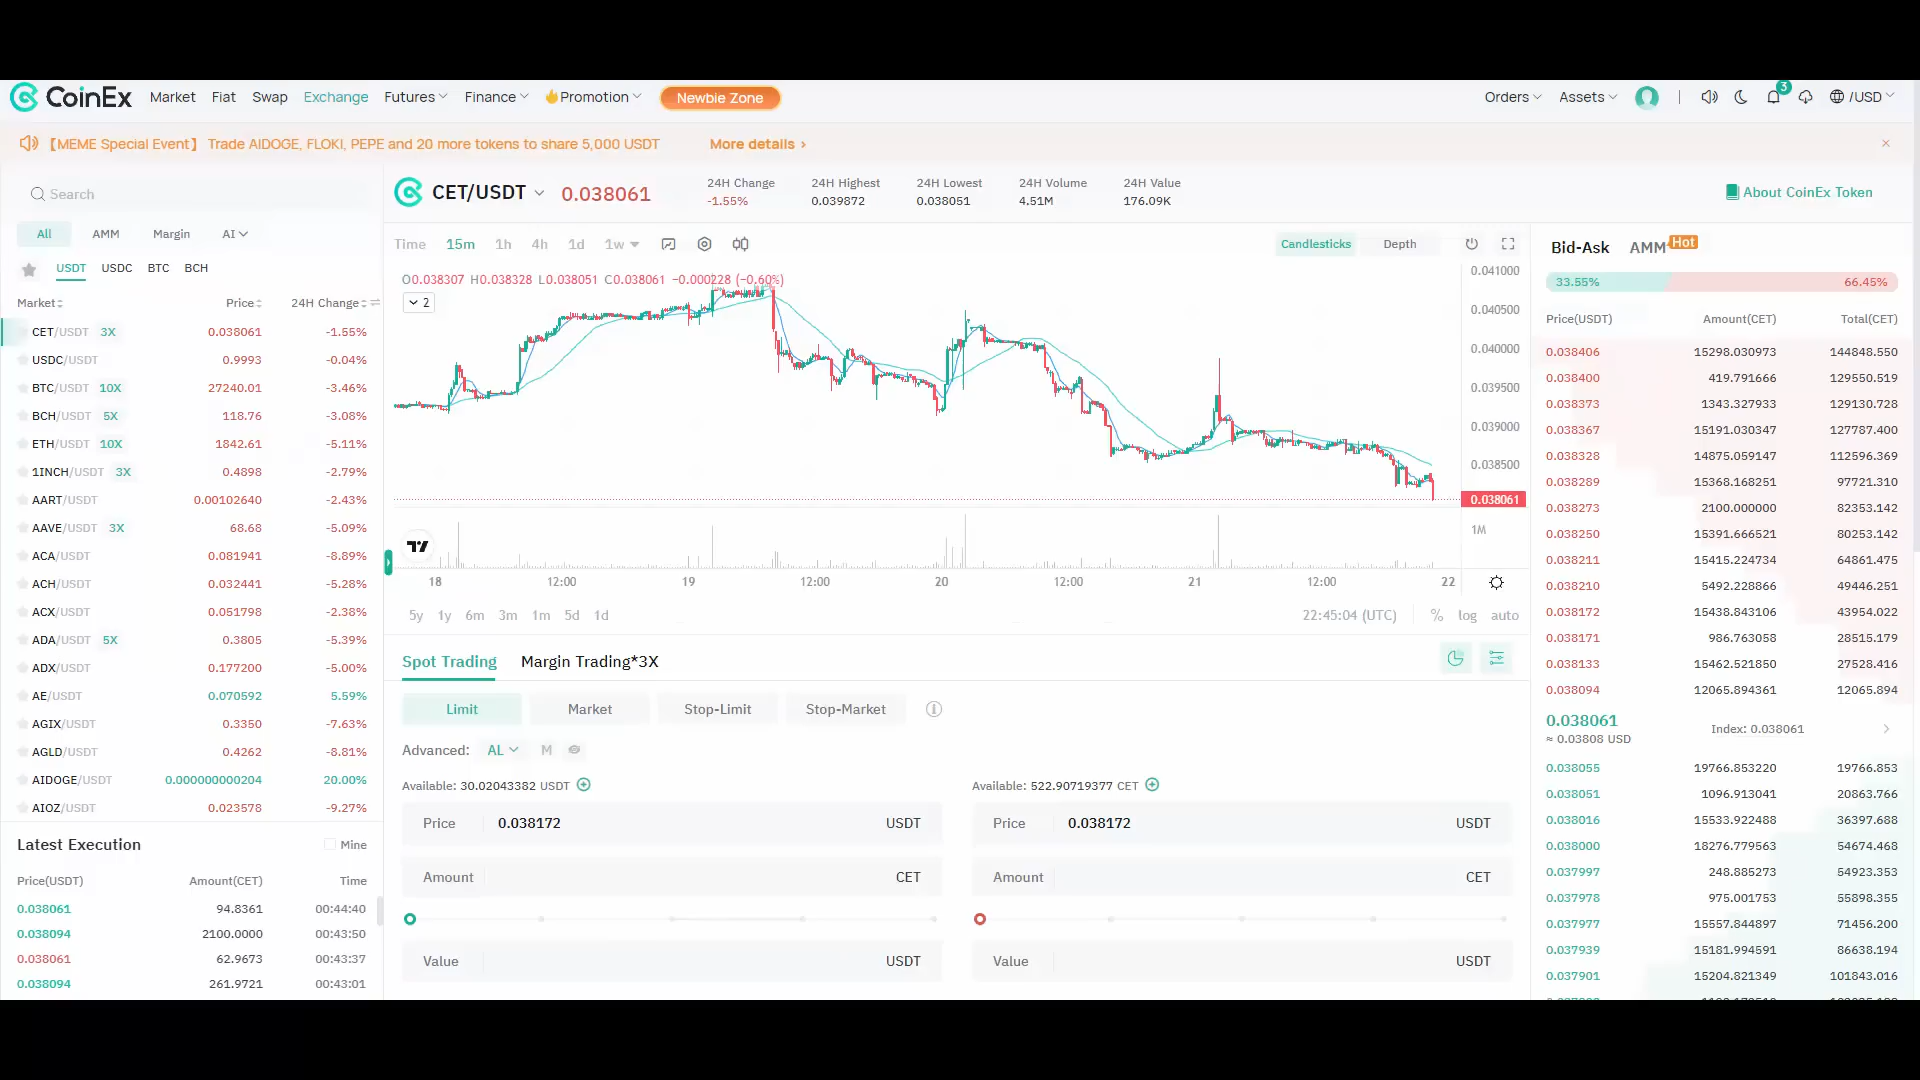 CoinEx Market Fiat Swap Exchange Futures Finance Promotion Newbie Zone Orders Assets 3 /USD
【MEME Special Event】 Trade AIDOGE, FLOKI, PEPE and 20 more tokens to share 5,000 USDT More details › ×
Search
All AMM Margin AI
USDT USDC BTC BCH
Market Price 24H Change
CET/USDT 3X 0.038061 -1.55%
USDC/USDT 0.9993 -0.04%
BTC/USDT 10X 27240.01 -3.46%
BCH/USDT 5X 118.76 -3.08%
ETH/USDT 10X 1842.61 -5.11%
1INCH/USDT 3X 0.4898 -2.79%
AART/USDT 0.00102640 -2.43%
AAVE/USDT 3X 68.68 -5.09%
ACA/USDT 0.081941 -8.89%
ACH/USDT 0.032441 -5.28%
ACX/USDT 0.051798 -2.38%
ADA/USDT 5X 0.3805 -5.39%
ADX/USDT 0.177200 -5.00%
AE/USDT 0.070592 5.59%
AGIX/USDT 0.3350 -7.63%
AGLD/USDT 0.4262 -8.81%
AIDOGE/USDT 0.000000000204 20.00%
AIOZ/USDT 0.023578 -9.27%
Latest Execution Mine
Price(USDT) Amount(CET) Time
0.038061 94.8361 00:44:40
0.038094 2100.0000 00:43:50
0.038061 62.9673 00:43:37
0.038094 261.9721 00:43:01
CET/USDT 0.038061
24H Change 24H Highest 24H Lowest 24H Volume 24H Value
-1.55% 0.039872 0.038051 4.51M 176.09K
About CoinEx Token
Time 15m 1h 4h 1d 1w Candlesticks Depth
O0.038307 H0.038328 L0.038051 C0.038061 −0.000228 (−0.60%)
2
0.041000
0.040500
0.040000
0.039500
0.039000
0.038500
0.038061
1M
18 12:00 19 12:00 20 12:00 21 12:00 22
5y 1y 6m 3m 1m 5d 1d 22:45:04 (UTC) % log auto
Spot Trading Margin Trading*3X
Limit Market Stop-Limit Stop-Market
Advanced: AL M
Available: 30.02043382 USDT
Price 0.038172 USDT
Amount CET
Value USDT
Available: 522.90719377 CET
Price 0.038172 USDT
Amount CET
Value USDT
Bid-Ask AMM Hot
33.55% 66.45%
Price(USDT) Amount(CET) Total(CET)
0.038406 15298.030973 144848.550
0.038400 419.791666 129550.519
0.038373 1343.327933 129130.728
0.038367 15191.030347 127787.400
0.038328 14875.059147 112596.369
0.038289 15368.168251 97721.310
0.038273 2100.000000 82353.142
0.038250 15391.666521 80253.142
0.038211 15415.224734 64861.475
0.038210 5492.228866 49446.251
0.038172 15438.843106 43954.022
0.038171 986.763058 28515.179
0.038133 15462.521850 27528.416
0.038094 12065.894361 12065.894
0.038061 Index: 0.038061
≈ 0.03808 USD
0.038055 19766.853220 19766.853
0.038051 1096.913041 20863.766
0.038016 15533.922488 36397.688
0.038000 18276.779563 54674.468
0.037997 248.885273 54923.353
0.037978 975.001753 55898.355
0.037977 15557.844897 71456.200
0.037939 15181.994591 86638.194
0.037901 15204.821349 101843.016